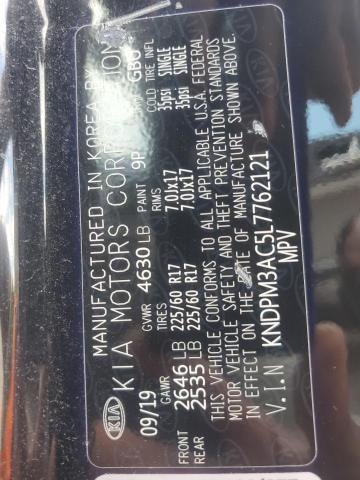 MANUFACTURED IN KOREA BY
KIA MOTORS CORPORATION
KIA
09/19 GVWR 4630 LB PAINT 9P GBU
GAWR TIRES RIMS COLD TIRE INFL
FRONT 2646 LB 225/60 R17 7.0Jx17 35psi SINGLE
REAR 2535 LB 225/60 R17 7.0Jx17 35psi SINGLE
THIS VEHICLE CONFORMS TO ALL APPLICABLE U.S.A. FEDERAL
MOTOR VEHICLE SAFETY AND THEFT PREVENTION STANDARDS
IN EFFECT ON THE DATE OF MANUFACTURE SHOWN ABOVE.
V.I.N KNDPM3AC5L7762121
MPV